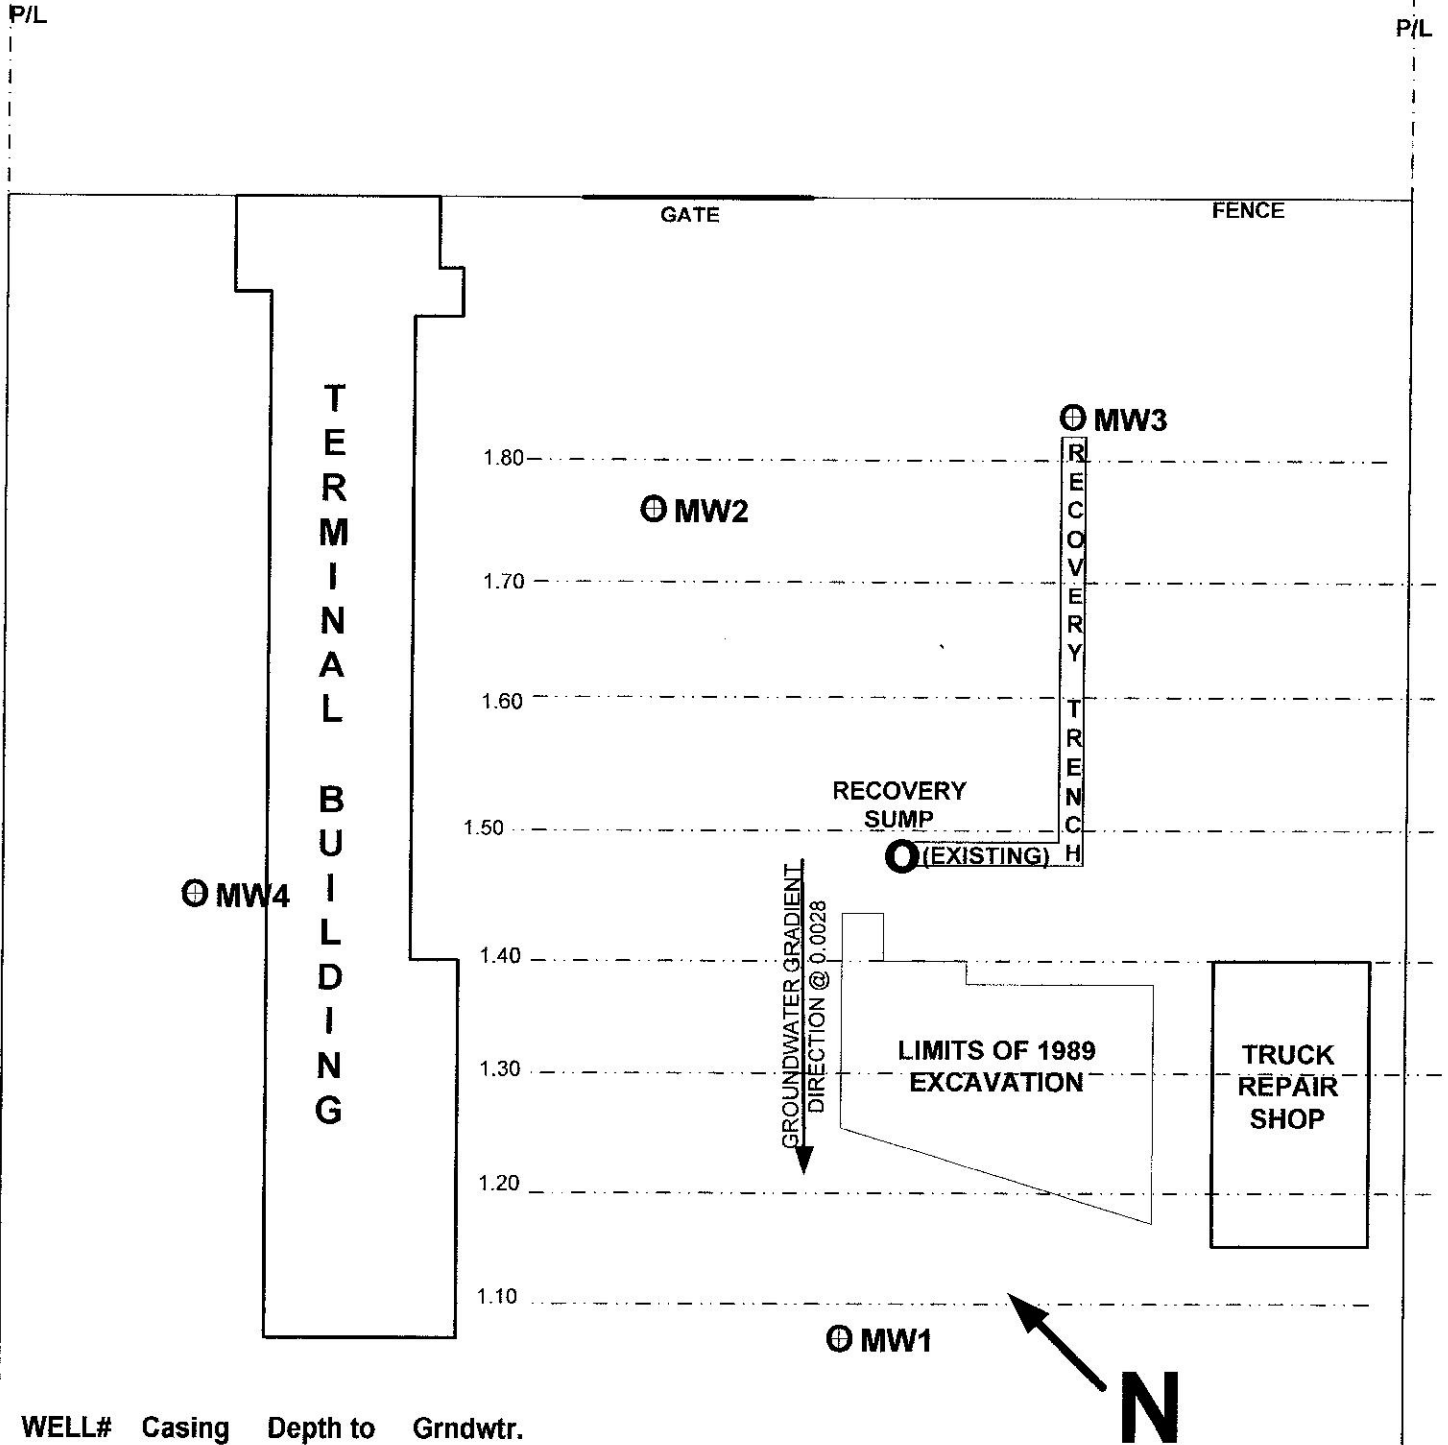 P/L
P/L
GATE
FENCE
TERMINAL BUILDING
MW3
1.80
RECOVERY TRENCH
MW2
1.70
1.60
RECOVERY
SUMP
1.50
(EXISTING)
MW4
GROUNDWATER GRADIENT
DIRECTION @ 0.0028
1.40
LIMITS OF 1989
EXCAVATION
TRUCK
REPAIR
SHOP
1.30
1.20
1.10
MW1
N
WELL# Casing Depth to Grndwtr.